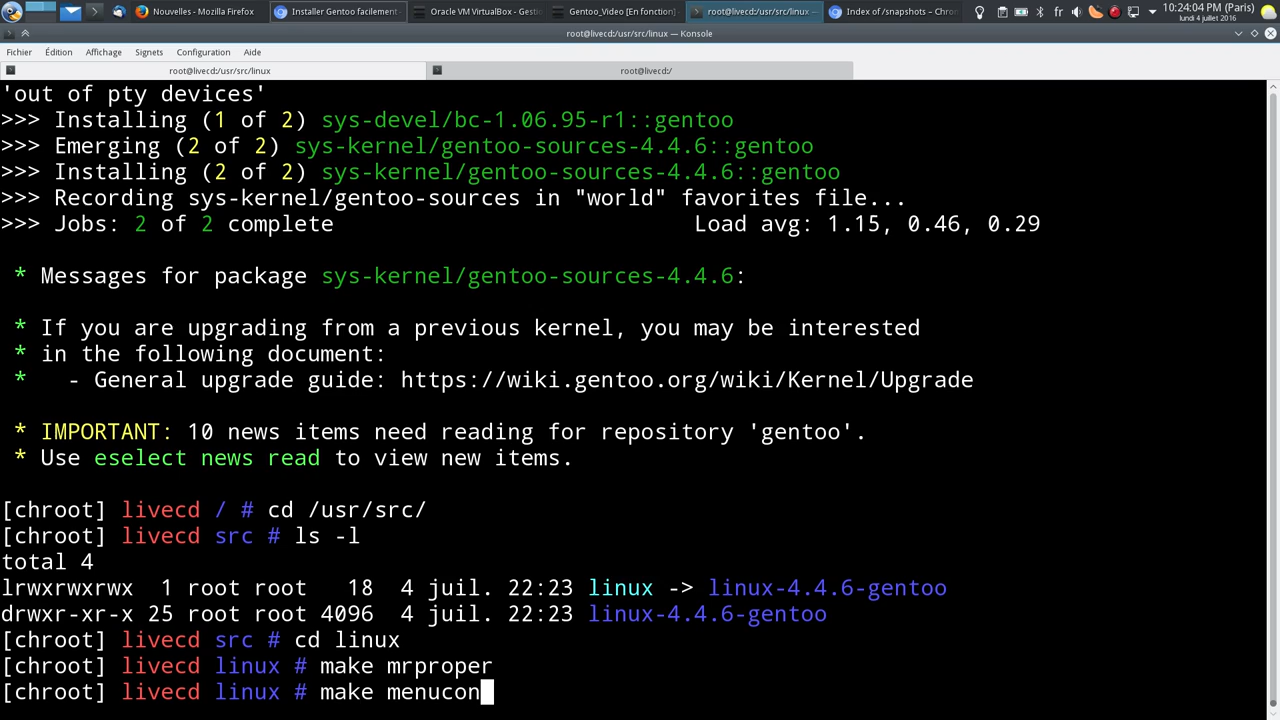 Nouvelles - Mozilla Firefox
Installer Gentoo facilement
Oracle VM VirtualBox - Gesti
Gentoo_Video [En fonction]
root@livecd:/usr/src/linux —
Index of /snapshots – Chro
fr
10:24:04 (Paris)
lundi 4 juillet 2016
root@livecd:/usr/src/linux — Konsole
Fichier Édition Affichage Signets Configuration Aide
root@livecd:/usr/src/linux
root@livecd:/
'out of pty devices'
>>> Installing (1 of 2) sys-devel/bc-1.06.95-r1::gentoo
>>> Emerging (2 of 2) sys-kernel/gentoo-sources-4.4.6::gentoo
>>> Installing (2 of 2) sys-kernel/gentoo-sources-4.4.6::gentoo
>>> Recording sys-kernel/gentoo-sources in "world" favorites file...
>>> Jobs: 2 of 2 complete Load avg: 1.15, 0.46, 0.29
* Messages for package sys-kernel/gentoo-sources-4.4.6:
* If you are upgrading from a previous kernel, you may be interested
* in the following document:
* - General upgrade guide: https://wiki.gentoo.org/wiki/Kernel/Upgrade
* IMPORTANT: 10 news items need reading for repository 'gentoo'.
* Use eselect news read to view new items.
[chroot] livecd / # cd /usr/src/
[chroot] livecd src # ls -l
total 4
lrwxrwxrwx 1 root root 18 4 juil. 22:23 linux -> linux-4.4.6-gentoo
drwxr-xr-x 25 root root 4096 4 juil. 22:23 linux-4.4.6-gentoo
[chroot] livecd src # cd linux
[chroot] livecd linux # make mrproper
[chroot] livecd linux # make menucon